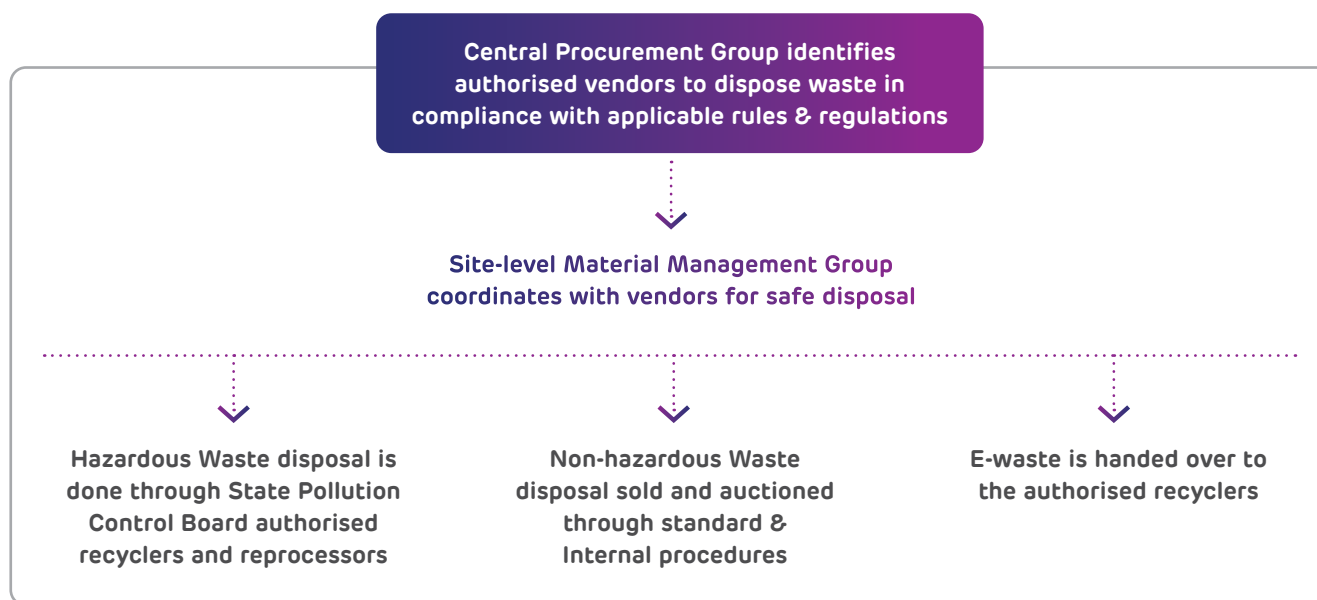 Central Procurement Group identifies
authorised vendors to dispose waste in
compliance with applicable rules & regulations
Site-level Material Management Group
coordinates with vendors for safe disposal
Hazardous Waste disposal is
done through State Pollution
Control Board authorised
recyclers and reprocessors
Non-hazardous Waste
disposal sold and auctioned
through standard &
Internal procedures
E-waste is handed over to
the authorised recyclers